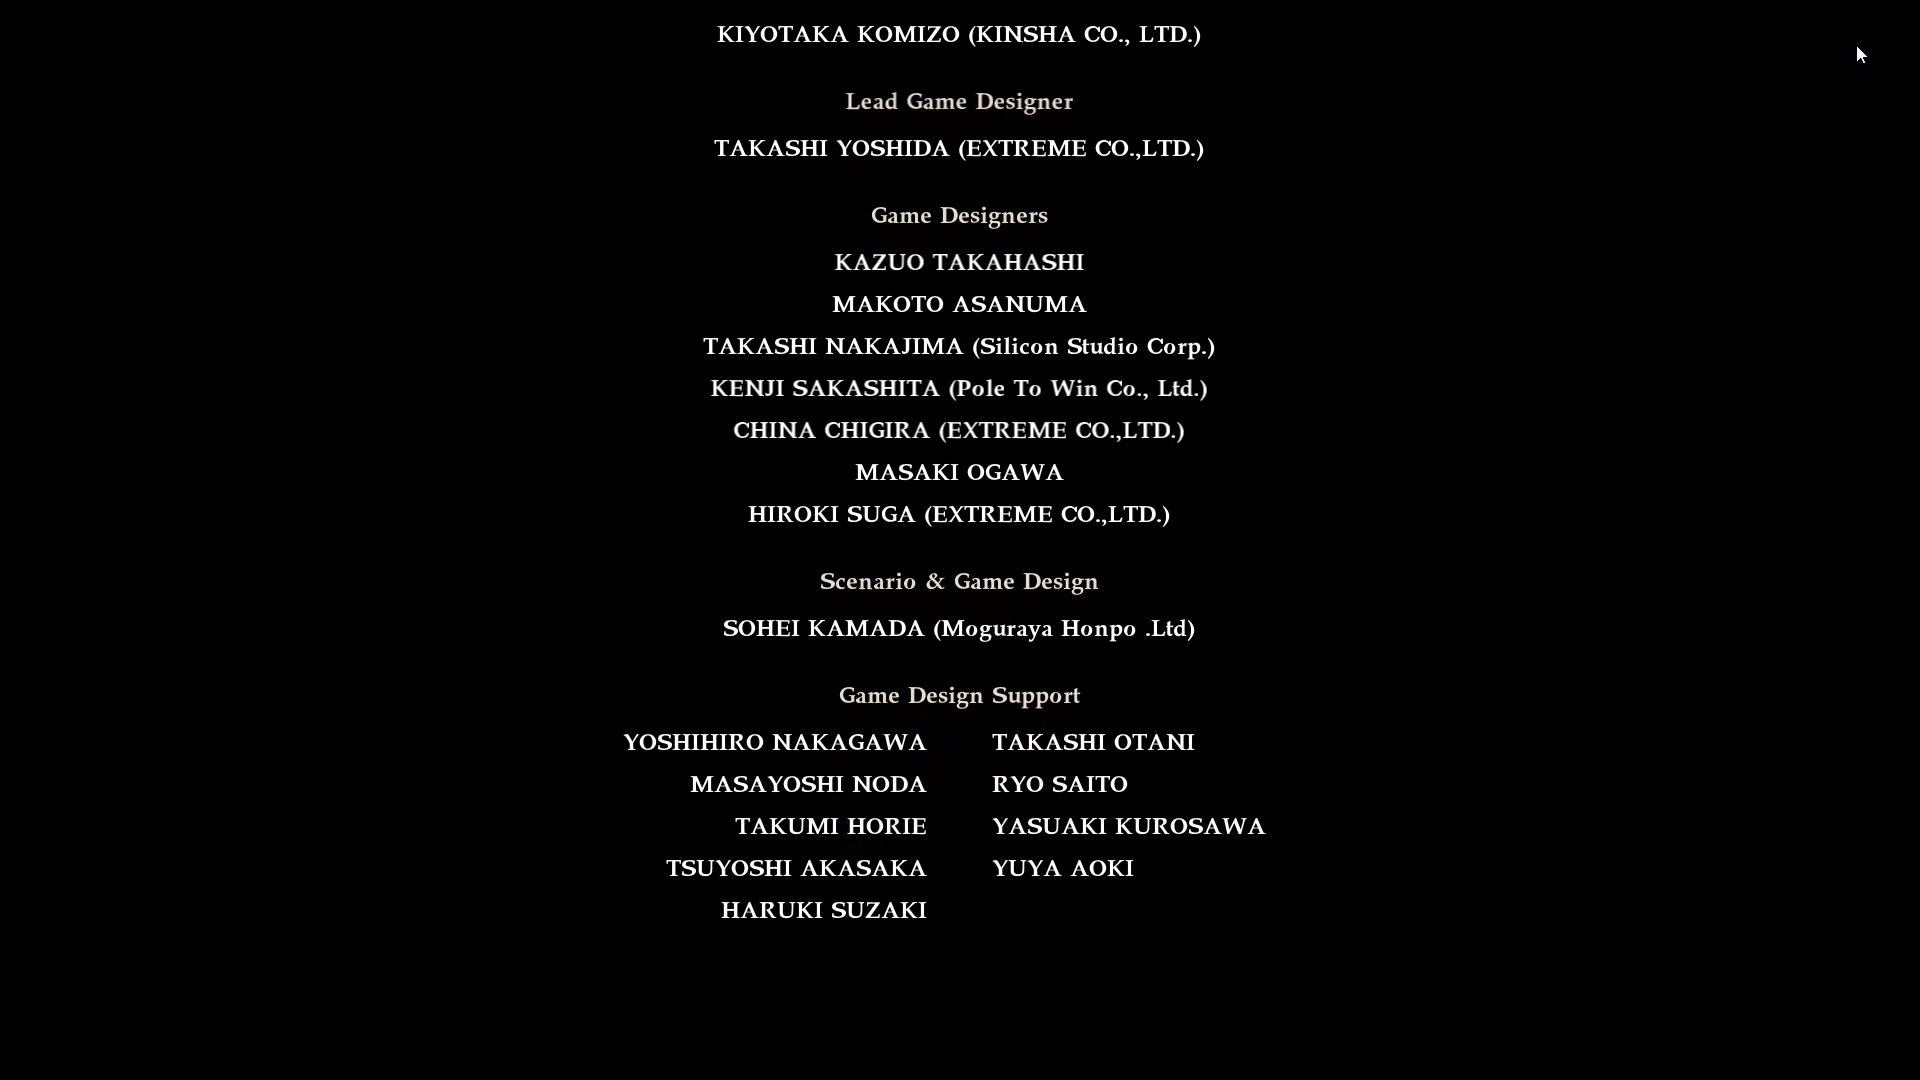 KIYOTAKA KOMIZO (KINSHA CO., LTD.)
Lead Game Designer
TAKASHI YOSHIDA (EXTREME CO.,LTD.)
Game Designers
KAZUO TAKAHASHI
MAKOTO ASANUMA
TAKASHI NAKAJIMA (Silicon Studio Corp.)
KENJI SAKASHITA (Pole To Win Co., Ltd.)
CHINA CHIGIRA (EXTREME CO.,LTD.)
MASAKI OGAWA
HIROKI SUGA (EXTREME CO.,LTD.)
Scenario & Game Design
SOHEI KAMADA (Moguraya Honpo .Ltd)
Game Design Support
YOSHIHIRO NAKAGAWA TAKASHI OTANI
MASAYOSHI NODA RYO SAITO
TAKUMI HORIE YASUAKI KUROSAWA
TSUYOSHI AKASAKA YUYA AOKI
HARUKI SUZAKI